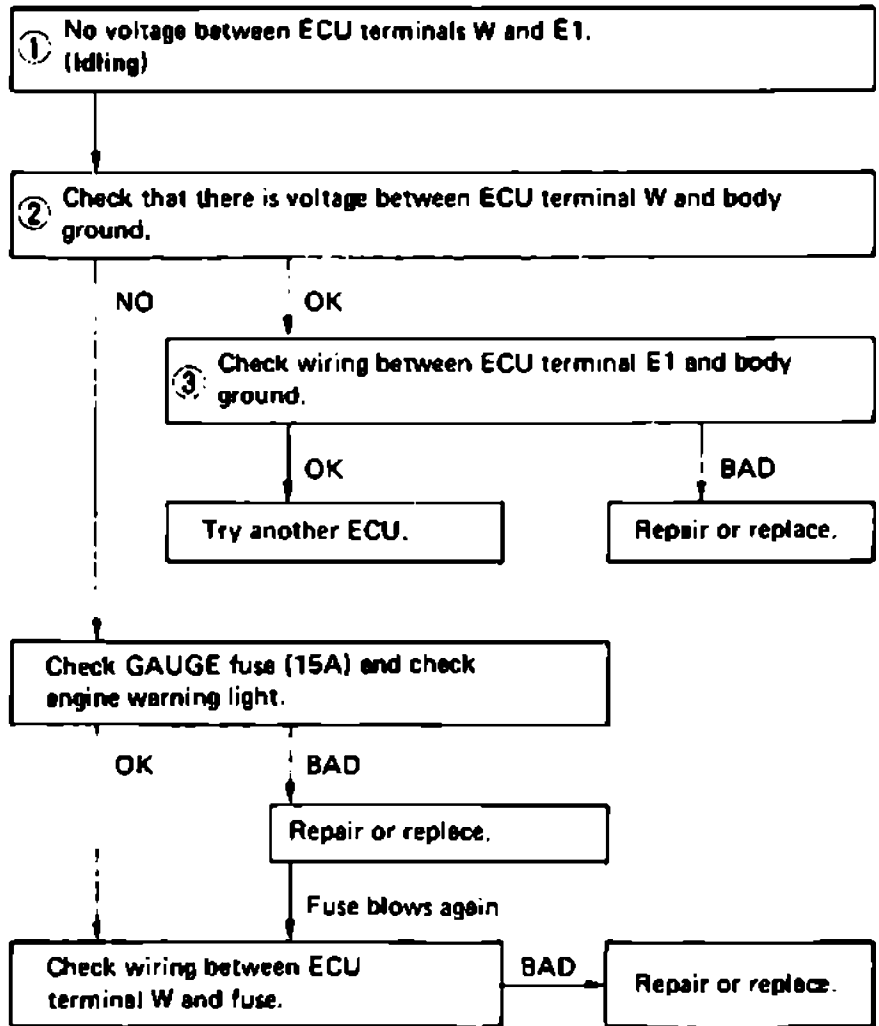 ① No voltage between ECU terminals W and E1.
(Idling)
② Check that there is voltage between ECU terminal W and body
ground.
NO
OK
③ Check wiring between ECU terminal E1 and body
ground.
OK
BAD
Try another ECU.
Repair or replace.
Check GAUGE fuse (15A) and check
engine warning light.
OK
BAD
Repair or replace.
Fuse blows again
Check wiring between ECU
terminal W and fuse.
BAD
Repair or replace.